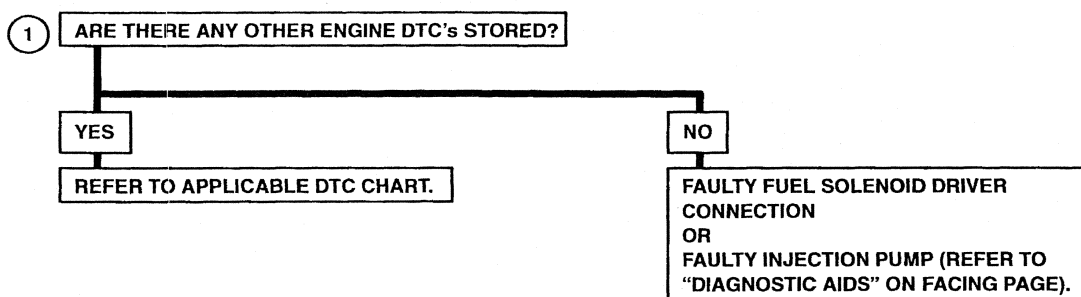 1 ARE THERE ANY OTHER ENGINE DTC's STORED?
YES
NO
REFER TO APPLICABLE DTC CHART.
FAULTY FUEL SOLENOID DRIVER
CONNECTION
OR
FAULTY INJECTION PUMP (REFER TO
"DIAGNOSTIC AIDS" ON FACING PAGE).